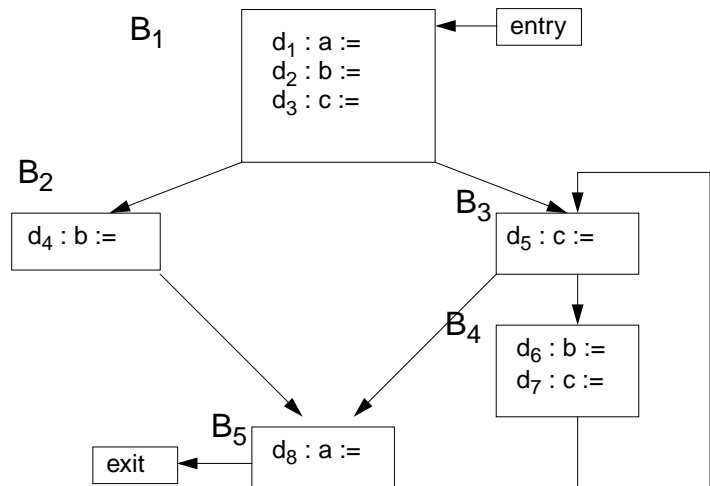 B1
entry
d1 : a :=
d2 : b :=
d3 : c :=
B2
d4 : b :=
B3
d5 : c :=
B4
d6 : b :=
d7 : c :=
B5
d8 : a :=
exit